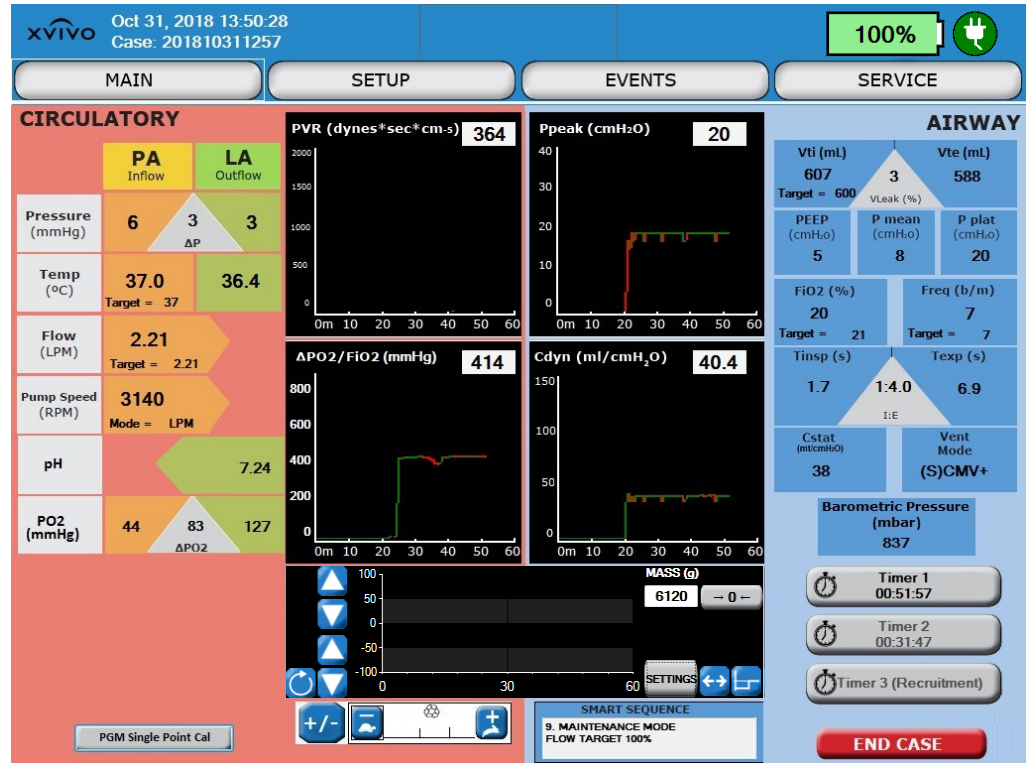 xvivo
Oct 31, 2018 13:50:28
Case: 201810311257
100%
MAIN
SETUP
EVENTS
SERVICE
CIRCULATORY
PA
Inflow
LA
Outflow
Pressure
(mmHg)
6
3
ΔP
3
Temp
(ºC)
37.0
Target = 37
36.4
Flow
(LPM)
2.21
Target = 2.21
Pump Speed
(RPM)
3140
Mode = LPM
pH
7.24
PO2
(mmHg)
44
83
ΔPO2
127
PGM Single Point Cal
PVR (dynes*sec*cm-5) 364
2000
1500
1000
500
0
0m 10 20 30 40 50 60
Ppeak (cmH2O) 20
40
30
20
10
0
0m 10 20 30 40 50 60
ΔPO2/FiO2 (mmHg) 414
800
600
400
200
0
0m 10 20 30 40 50 60
Cdyn (ml/cmH2O) 40.4
150
100
50
0
0m 10 20 30 40 50 60
100
50
0
-50
-100
0 30 60
MASS (g)
6120
→ 0 ←
SETTINGS
+/-
SMART SEQUENCE
9. MAINTENANCE MODE
FLOW TARGET 100%
AIRWAY
Vti (mL)
607
Target = 600
3
VLeak (%)
Vte (mL)
588
PEEP
(cmH2O)
5
P mean
(cmH2O)
8
P plat
(cmH2O)
20
FiO2 (%)
20
Target = 21
Freq (b/m)
7
Target = 7
Tinsp (s)
1.7
1:4.0
I:E
Texp (s)
6.9
Cstat
(ml/cmH2O)
38
Vent
Mode
(S)CMV+
Barometric Pressure
(mbar)
837
Timer 1
00:51:57
Timer 2
00:31:47
Timer 3 (Recruitment)
END CASE